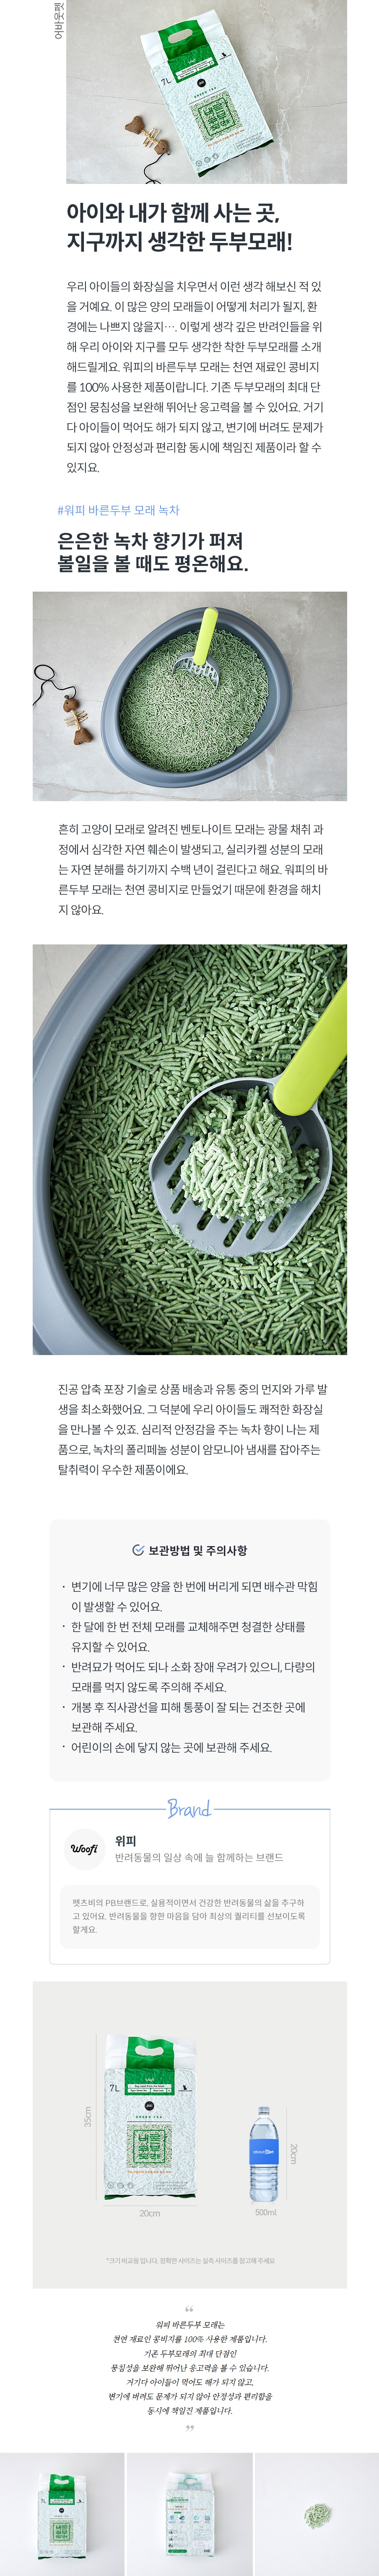 어바웃펫
7L
GREEN TEA
아이와 내가 함께 사는 곳,
지구까지 생각한 두부모래!
우리 아이들의 화장실을 치우면서 이런 생각 해보신 적 있
을 거예요. 이 많은 양의 모래들이 어떻게 처리가 될지, 환
경에는 나쁘지 않을지…. 이렇게 생각 깊은 반려인들을 위
해 우리 아이와 지구를 모두 생각한 착한 두부모래를 소개
해드릴게요. 워피의 바른두부 모래는 천연 재료인 콩비지
를 100% 사용한 제품이랍니다. 기존 두부모래의 최대 단
점인 뭉침성을 보완해 뛰어난 응고력을 볼 수 있어요. 거기
다 아이들이 먹어도 해가 되지 않고, 변기에 버려도 문제가
되지 않아 안정성과 편리함 동시에 책임진 제품이라 할 수
있지요.
#워피 바른두부 모래 녹차
은은한 녹차 향기가 퍼져
볼일을 볼 때도 평온해요.
흔히 고양이 모래로 알려진 벤토나이트 모래는 광물 채취 과
정에서 심각한 자연 훼손이 발생되고, 실리카겔 성분의 모래
는 자연 분해를 하기까지 수백 년이 걸린다고 해요. 워피의 바
른두부 모래는 천연 콩비지로 만들었기 때문에 환경을 해치
지 않아요.
진공 압축 포장 기술로 상품 배송과 유통 중의 먼지와 가루 발
생을 최소화했어요. 그 덕분에 우리 아이들도 쾌적한 화장실
을 만나볼 수 있죠. 심리적 안정감을 주는 녹차 향이 나는 제
품으로, 녹차의 폴리페놀 성분이 암모니아 냄새를 잡아주는
탈취력이 우수한 제품이에요.
보관방법 및 주의사항
· 변기에 너무 많은 양을 한 번에 버리게 되면 배수관 막힘
이 발생할 수 있어요.
· 한 달에 한 번 전체 모래를 교체해주면 청결한 상태를
유지할 수 있어요.
· 반려묘가 먹어도 되나 소화 장애 우려가 있으니, 다량의
모래를 먹지 않도록 주의해 주세요.
· 개봉 후 직사광선을 피해 통풍이 잘 되는 건조한 곳에
보관해 주세요.
· 어린이의 손에 닿지 않는 곳에 보관해 주세요.
Brand
Woofi
위피
반려동물의 일상 속에 늘 함께하는 브랜드
펫츠비의 PB브랜드로, 실용적이면서 건강한 반려동물의 삶을 추구하
고 있어요. 반려동물을 향한 마음을 담아 최상의 퀄리티를 선보이도록
할게요.
7L
GREEN TEA
35cm
20cm
20cm
500ml
*크기 비교용 입니다. 정확한 사이즈는 실측 사이즈를 참고해 주세요
“
워피 바른두부 모래는
천연 재료인 콩비지를 100% 사용한 제품입니다.
기존 두부모래의 최대 단점인
뭉침성을 보완해 뛰어난 응고력을 볼 수 있습니다.
거기다 아이들이 먹어도 해가 되지 않고,
변기에 버려도 문제가 되지 않아 안정성과 편리함을
동시에 책임진 제품입니다.
”